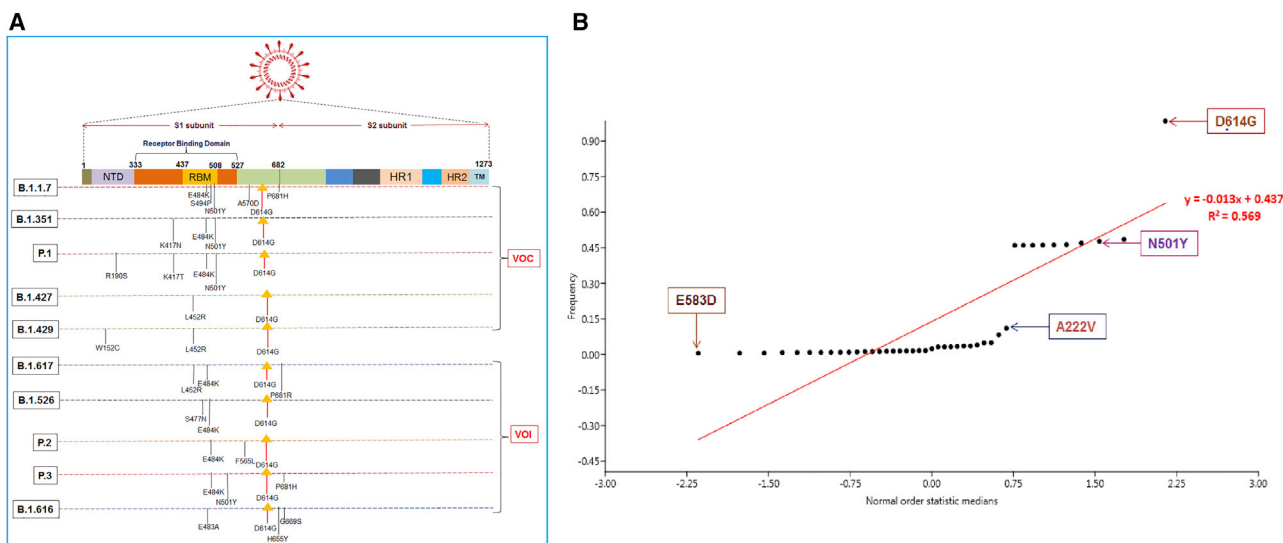 A
S1 subunit
S2 subunit
Receptor Binding Domain
1
333
437
508
527
682
1273
NTD
RBM
HR1
HR2
TM
B.1.1.7
E484K
S494P
N501Y
A570D
D614G
P681H
B.1.351
K417N
E484K
N501Y
D614G
P.1
R190S
K417T
E484K
N501Y
D614G
VOC
B.1.427
L452R
D614G
B.1.429
W152C
L452R
D614G
B.1.617
L452R
E484K
D614G
P681R
B.1.526
S477N
E484K
D614G
VOI
P.2
E484K
F565L
D614G
P.3
E484K
N501Y
D614G
P681H
B.1.616
E483A
D614G
H655Y
G669S
B
D614G
y = -0.013x + 0.437
R² = 0.569
N501Y
E583D
A222V
Frequency
0.90
0.75
0.60
0.45
0.30
0.15
0.00
-0.15
-0.30
-0.45
-3.00
-2.25
-1.50
-0.75
0.00
0.75
1.50
2.25
3.00
Normal order statistic medians